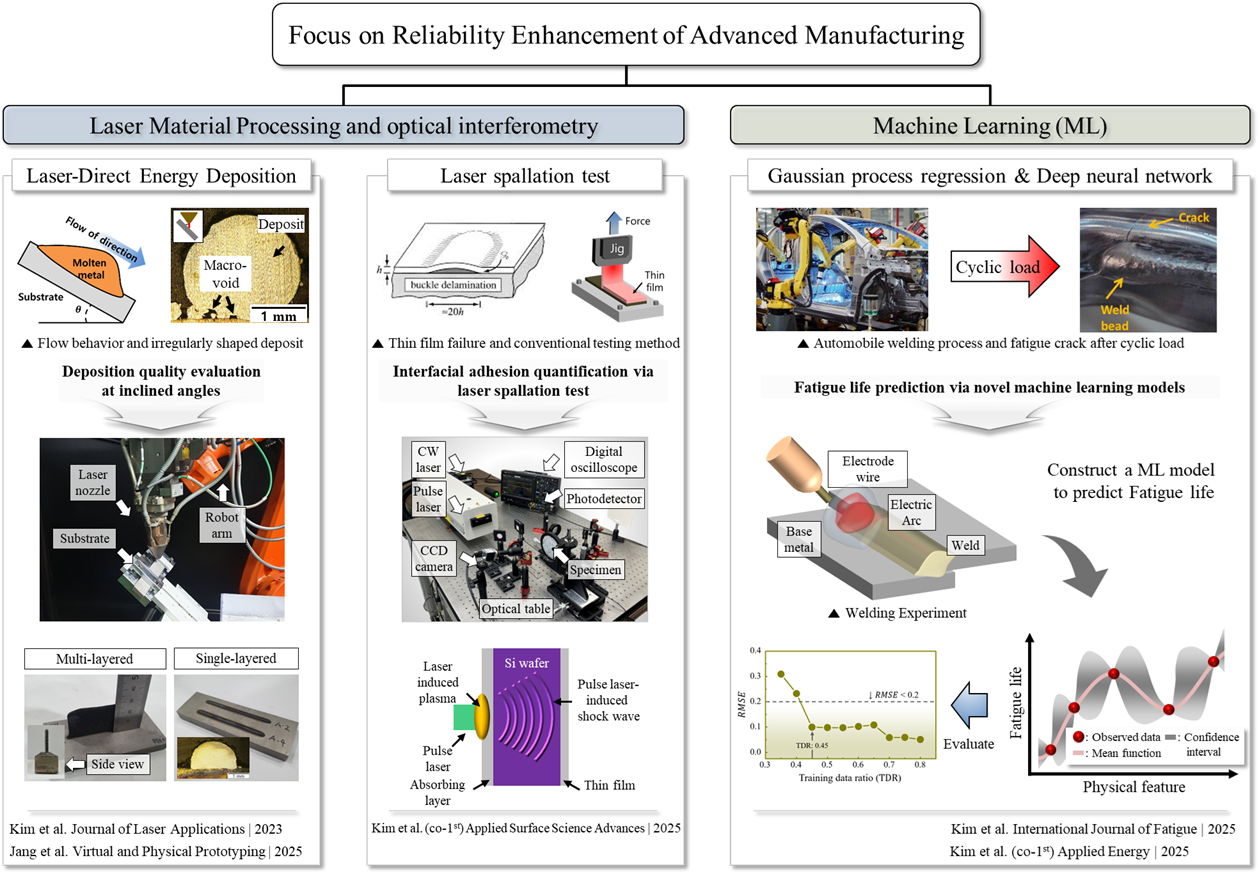 Focus on Reliability Enhancement of Advanced Manufacturing
Laser Material Processing and optical interferometry
Laser-Direct Energy Deposition
Flow of direction
Molten
metal
Substrate
θ
Deposit
Macro-
void
1 mm
▲ Flow behavior and irregularly shaped deposit
Deposition quality evaluation
at inclined angles
Laser
nozzle
Robot
arm
Substrate
Multi-layered
Single-layered
Side view
A-2
A-4
1 mm
Kim et al. Journal of Laser Applications | 2023
Jang et al. Virtual and Physical Prototyping | 2025
Laser spallation test
h
buckle delamination
≈20h
Force
Jig
Thin
film
▲ Thin film failure and conventional testing method
Interfacial adhesion quantification via
laser spallation test
CW
laser
Digital
oscilloscope
Pulse
laser
Photodetector
CCD
camera
Specimen
Optical table
Si wafer
Laser
induced
plasma
Pulse laser-
induced
shock wave
Pulse
laser
Absorbing
layer
Thin film
Kim et al. (co-1st) Applied Surface Science Advances | 2025
Machine Learning (ML)
Gaussian process regression & Deep neural network
Cyclic load
Crack
Weld
bead
▲ Automobile welding process and fatigue crack after cyclic load
Fatigue life prediction via novel machine learning models
Electrode
wire
Electric
Arc
Base
metal
Weld
▲ Welding Experiment
Construct a ML model
to predict Fatigue life
RMSE
0.4
0.3
0.2
0.1
0.0
↓ RMSE < 0.2
TDR: 0.45
0.3 0.4 0.5 0.6 0.7 0.8
Training data ratio (TDR)
Evaluate
Fatigue life
: Observed data
: Confidence
interval
: Mean function
Physical feature
Kim et al. International Journal of Fatigue | 2025
Kim et al. (co-1st) Applied Energy | 2025